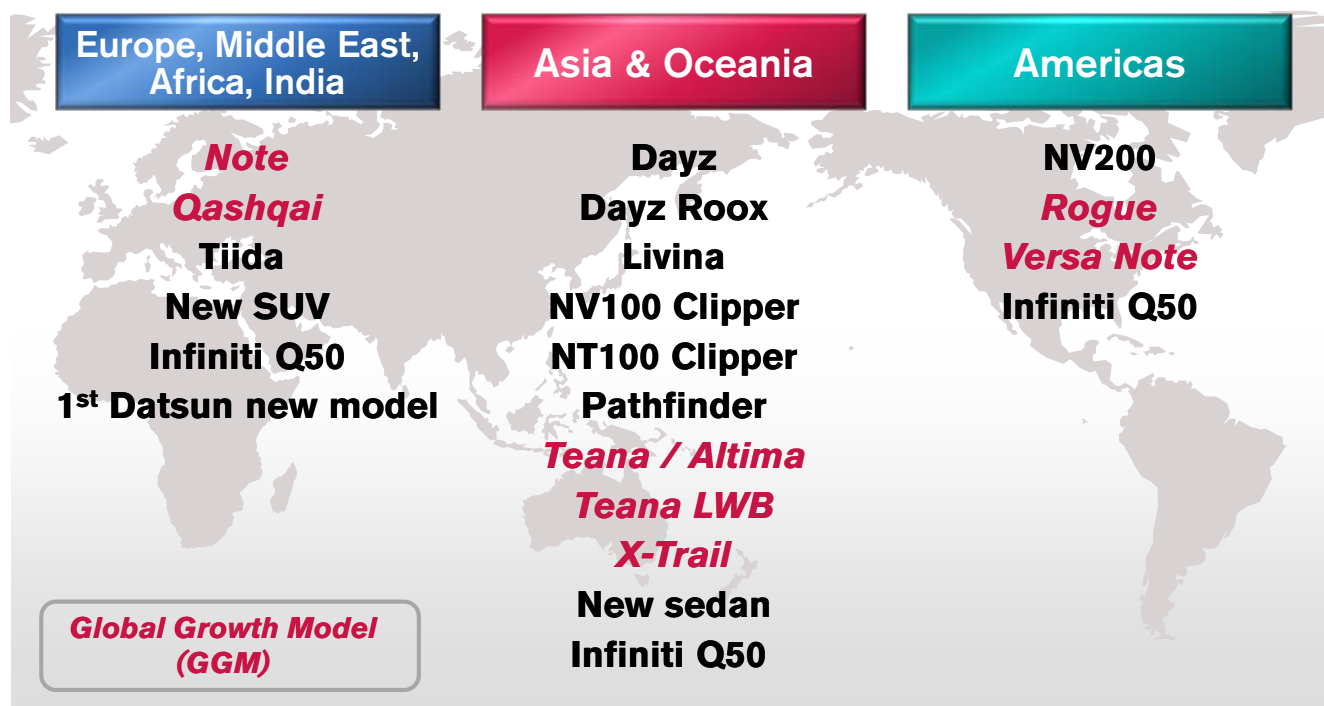 Europe, Middle East,
Africa, India
Note
Qashqai
Tiida
New SUV
Infiniti Q50
1st Datsun new model
Asia & Oceania
Dayz
Dayz Roox
Livina
NV100 Clipper
NT100 Clipper
Pathfinder
Teana / Altima
Teana LWB
X-Trail
New sedan
Infiniti Q50
Americas
NV200
Rogue
Versa Note
Infiniti Q50
Global Growth Model
(GGM)